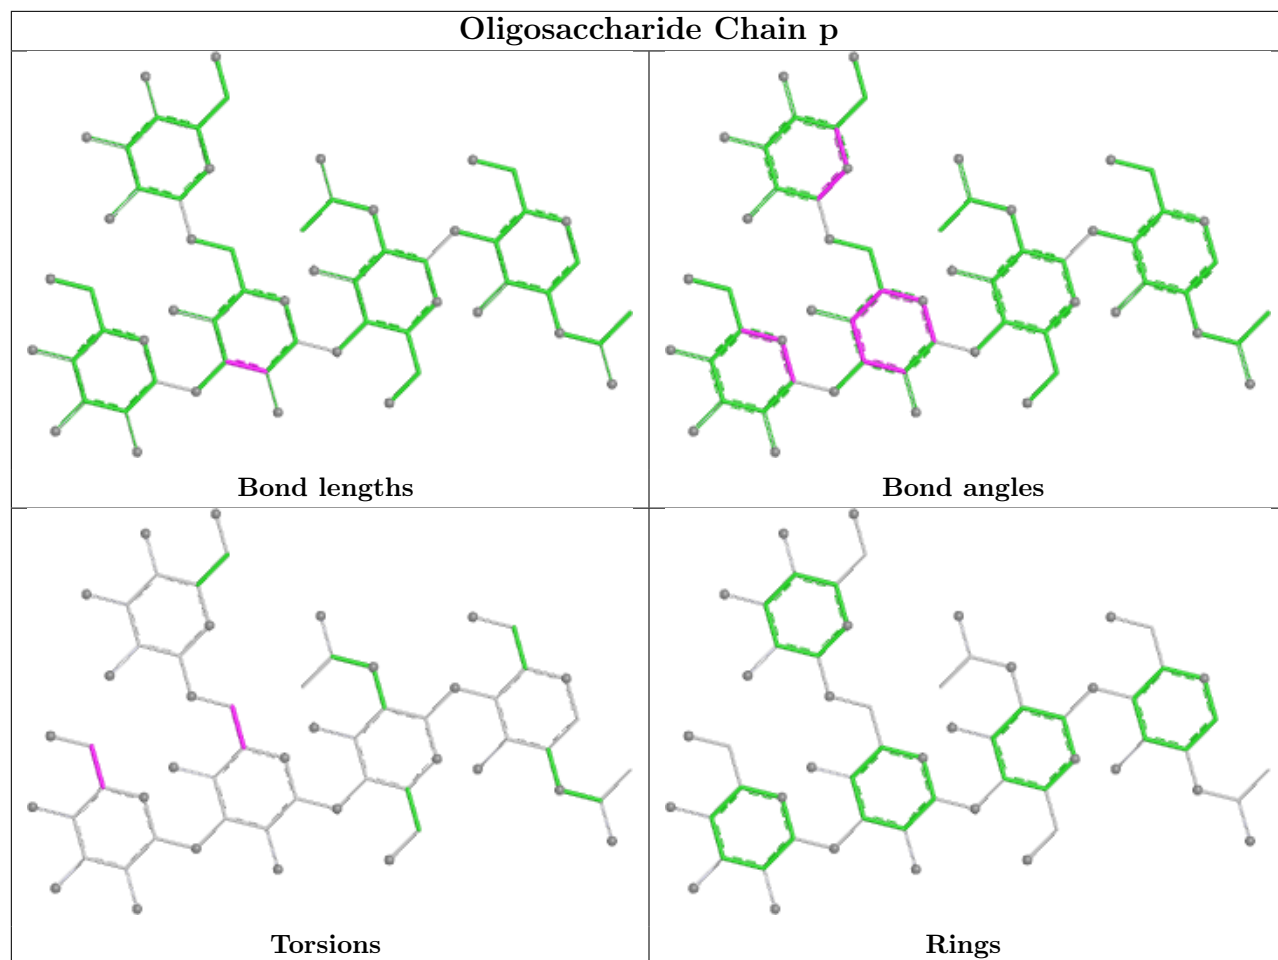 Oligosaccharide Chain p
Bond lengths
Bond angles
Torsions
Rings